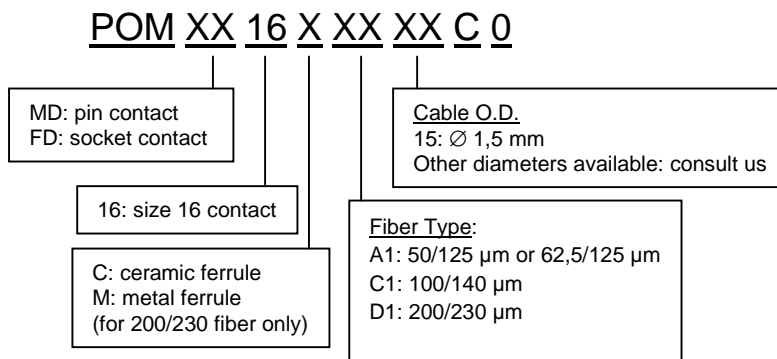 POM XX 16 X XX XX C 0
MD: pin contact
FD: socket contact
Cable O.D.
15: ∅ 1,5 mm
Other diameters available: consult us
16: size 16 contact
Fiber Type:
A1: 50/125 µm or 62,5/125 µm
C1: 100/140 µm
D1: 200/230 µm
C: ceramic ferrule
M: metal ferrule
(for 200/230 fiber only)